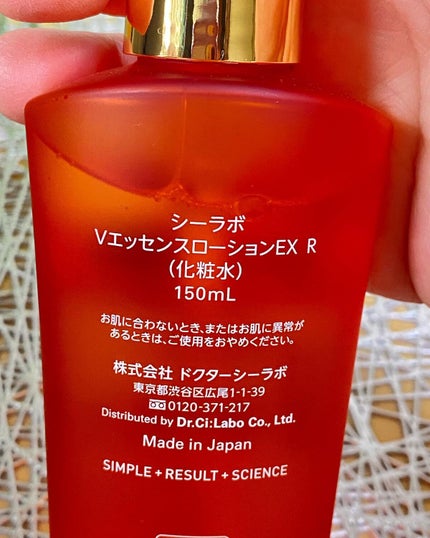 シーラボ
VエッセンスローションEX R
(化粧水)
150mL
お肌に合わないとき、またはお肌に異常が
あるときは、ご使用をおやめください。
株式会社 ドクターシーラボ
東京都渋谷区広尾1-1-39
0120-371-217
Distributed by Dr.Ci:Labo Co., Ltd.
Made in Japan
SIMPLE + RESULT + SCIENCE